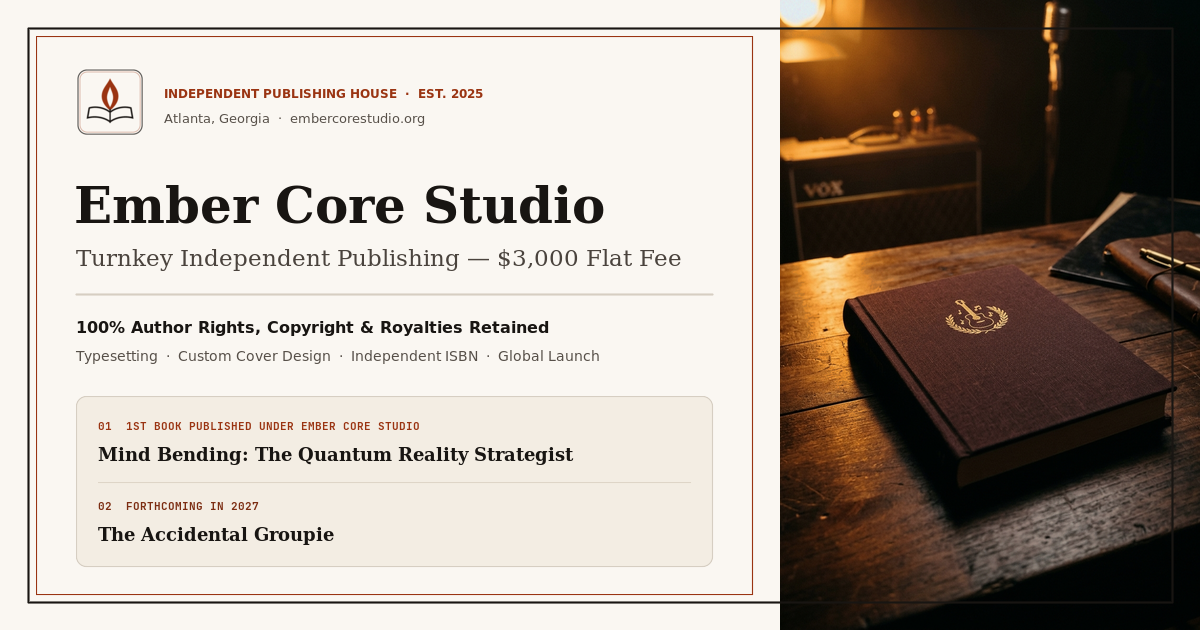 INDEPENDENT PUBLISHING HOUSE · EST. 2025
Atlanta, Georgia · embercorestudio.org
Ember Core Studio
Turnkey Independent Publishing — $3,000 Flat Fee
100% Author Rights, Copyright & Royalties Retained
Typesetting · Custom Cover Design · Independent ISBN · Global Launch
01 1ST BOOK PUBLISHED UNDER EMBER CORE STUDIO
Mind Bending: The Quantum Reality Strategist
02 FORTHCOMING IN 2027
The Accidental Groupie
VOX